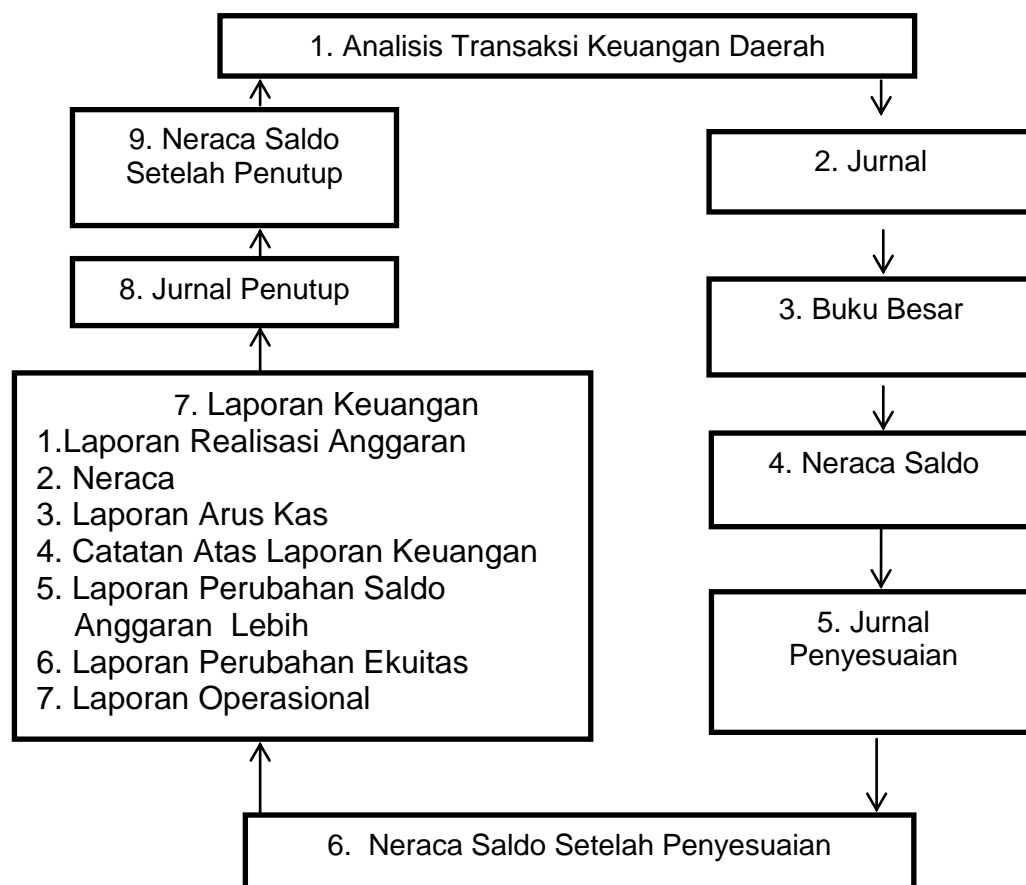 1. Analisis Transaksi Keuangan Daerah
2. Jurnal
3. Buku Besar
4. Neraca Saldo
5. Jurnal
Penyesuaian
6. Neraca Saldo Setelah Penyesuaian
7. Laporan Keuangan
1.Laporan Realisasi Anggaran
2. Neraca
3. Laporan Arus Kas
4. Catatan Atas Laporan Keuangan
5. Laporan Perubahan Saldo
Anggaran Lebih
6. Laporan Perubahan Ekuitas
7. Laporan Operasional
8. Jurnal Penutup
9. Neraca Saldo
Setelah Penutup